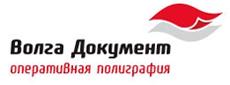 Волга Документ
оперативная полиграфия